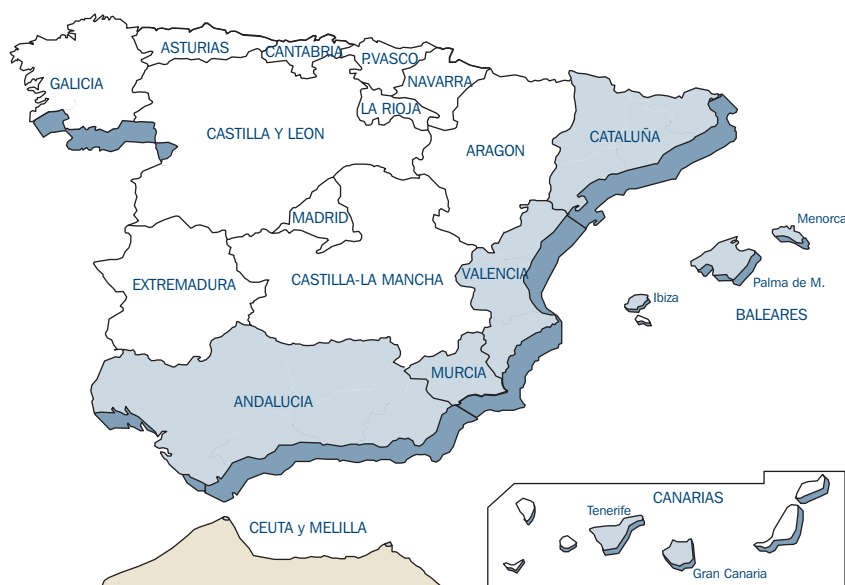 ASTURIAS
CANTABRIA
P.VASCO
GALICIA
NAVARRA
LA RIOJA
CASTILLA Y LEON
CATALUÑA
ARAGON
MADRID
Menorca
EXTREMADURA
CASTILLA-LA MANCHA
VALENCIA
Palma de M.
Ibiza
BALEARES
MURCIA
ANDALUCIA
CANARIAS
Tenerife
CEUTA y MELILLA
Gran Canaria